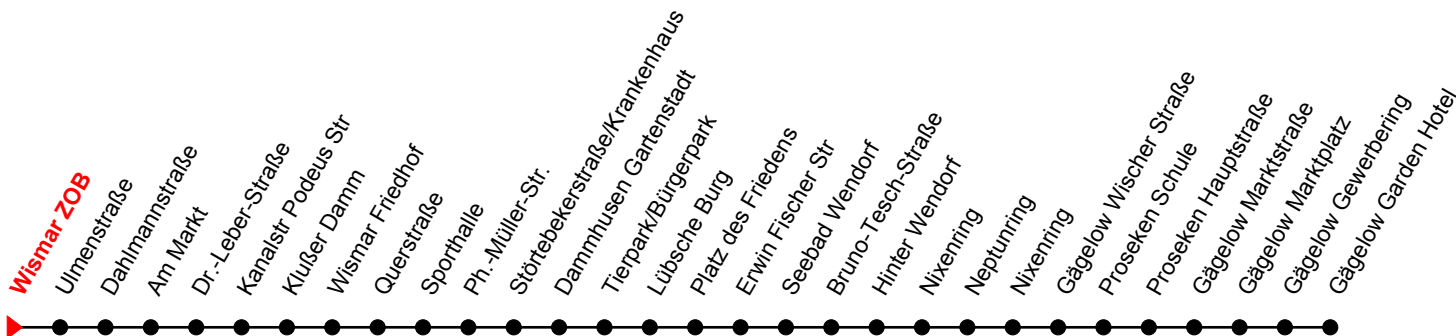 Wismar ZOB
Ulmenstraße
Dahlmannstraße
Am Markt
Dr.-Leber-Straße
Kanalstr Podeus Str
Klußer Damm
Wismar Friedhof
Querstraße
Sporthalle
Ph.-Müller-Str.
Störtebekerstraße/Krankenhaus
Dammhusen Gartenstadt
Tierpark/Bürgerpark
Lübsche Burg
Platz des Friedens
Erwin Fischer Str
Seebad Wendorf
Bruno-Tesch-Straße
Hinter Wendorf
Nixenring
Neptunring
Nixenring
Gägelow Wischer Straße
Proseken Schule
Proseken Hauptstraße
Gägelow Marktstraße
Gägelow Marktplatz
Gägelow Gewerbering
Gägelow Garden Hotel